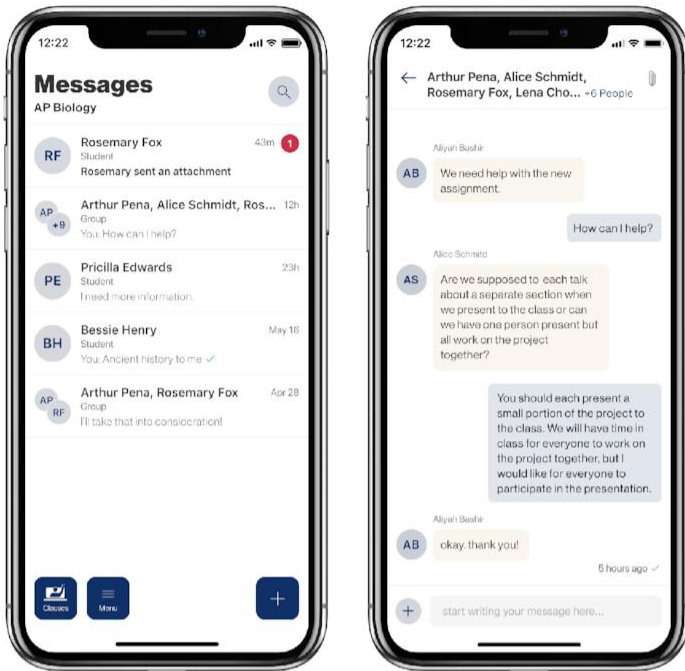 12:22
Messages
AP Biology
RF
Rosemary Fox
43m
1
Student
Rosemary sent an attachment
AP
+9
Arthur Pena, Alice Schmidt, Ros...
12h
Group
You: How can I help?
PE
Pricilla Edwards
23h
Student
I need more information.
BH
Bessie Henry
May 16
Student
You: Ancient history to me ✓
AP
RF
Arthur Pena, Rosemary Fox
Apr 28
Group
I'll take that into consideration!
Classes
Menu
+
12:22
Arthur Pena, Alice Schmidt,
Rosemary Fox, Lena Cho... +6 People
Aliyah Bashir
AB
We need help with the new
assignment.
How can I help?
Alice Schmitd
AS
Are we supposed to each talk
about a separate section when
we present to the class or can
we have one person present but
all work on the project
together?
You should each present a
small portion of the project to
the class. We will have time in
class for everyone to work on
the project together, but I
would like for everyone to
participate in the presentation.
Aliyah Bashir
AB
okay. thank you!
5 hours ago ✓
+
start writing your message here...